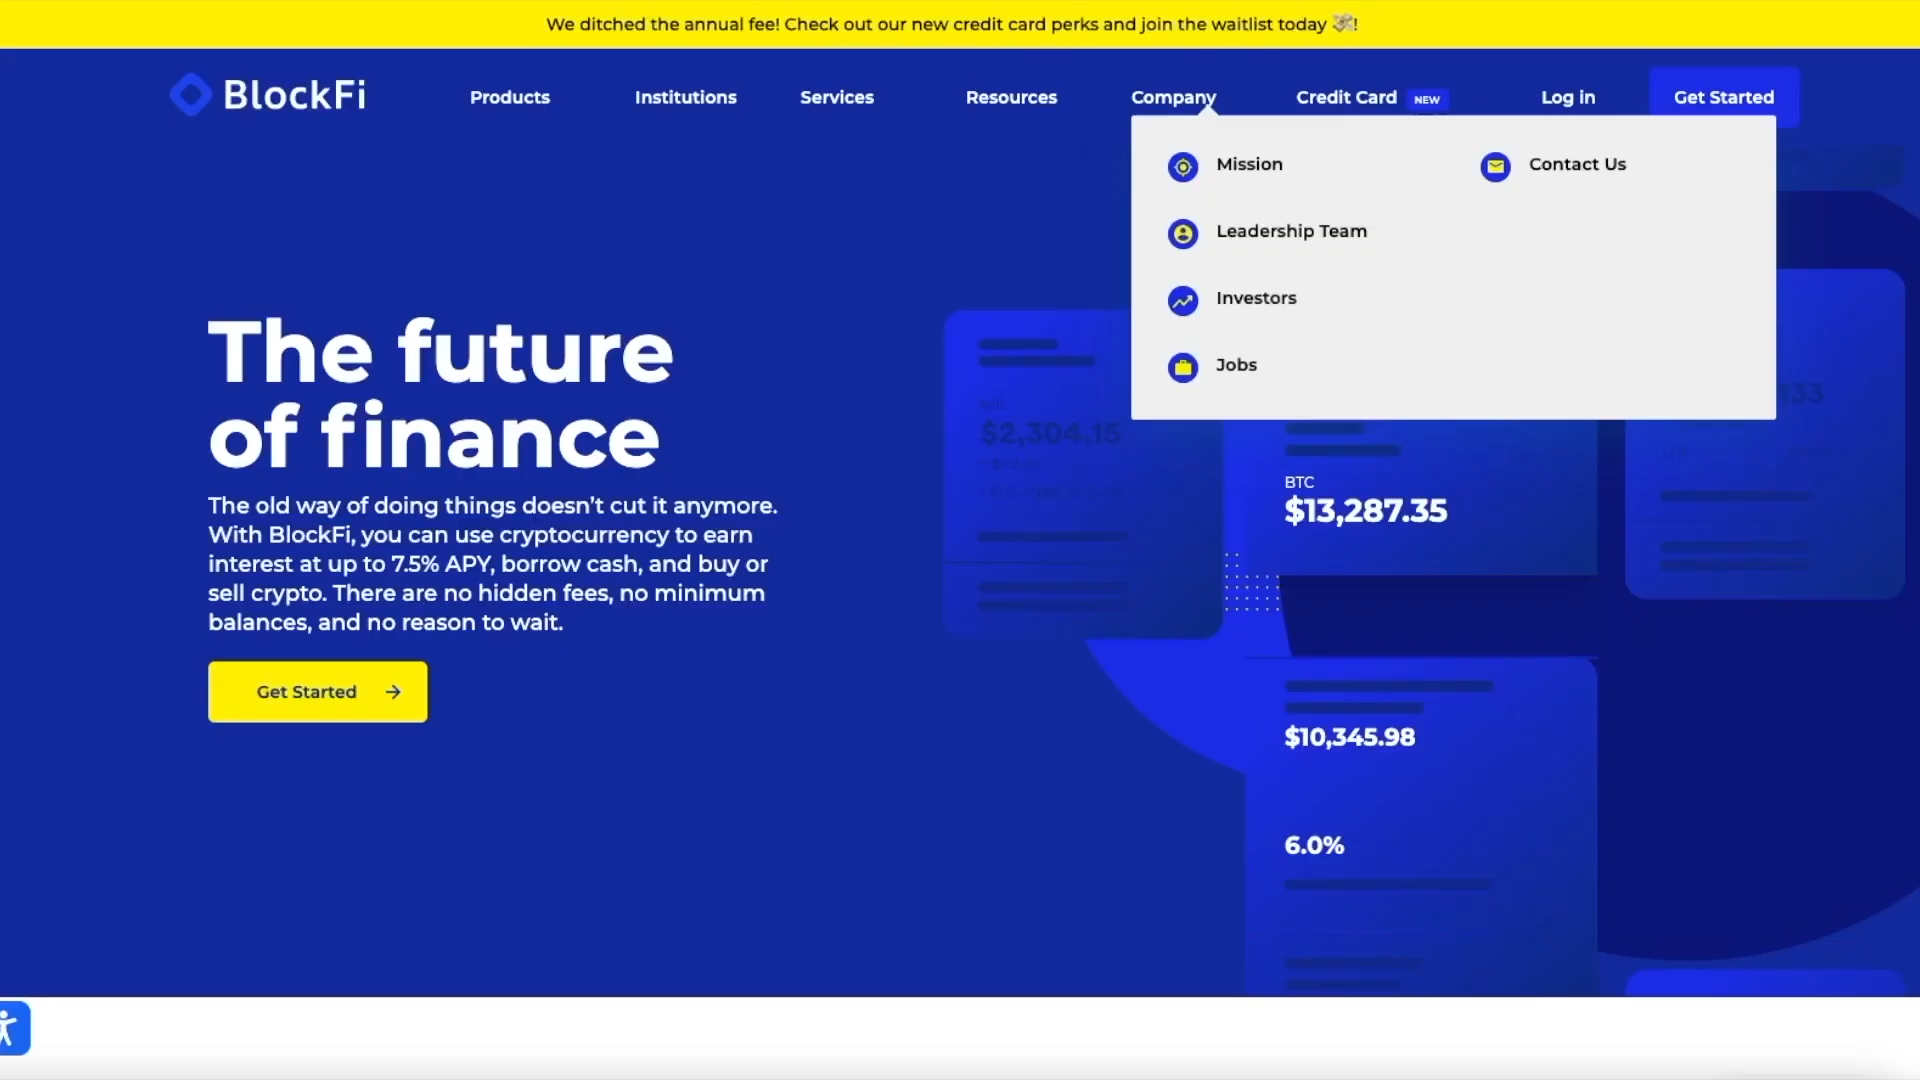 We ditched the annual fee! Check out our new credit card perks and join the waitlist today 💸!
BlockFi
Products
Institutions
Services
Resources
Company
Credit Card NEW
Log in
Get Started
Mission
Contact Us
Leadership Team
Investors
Jobs
The future
of finance
The old way of doing things doesn’t cut it anymore.
With BlockFi, you can use cryptocurrency to earn
interest at up to 7.5% APY, borrow cash, and buy or
sell crypto. There are no hidden fees, no minimum
balances, and no reason to wait.
Get Started
$2,304.15
BTC
$13,287.35
$10,345.98
6.0%